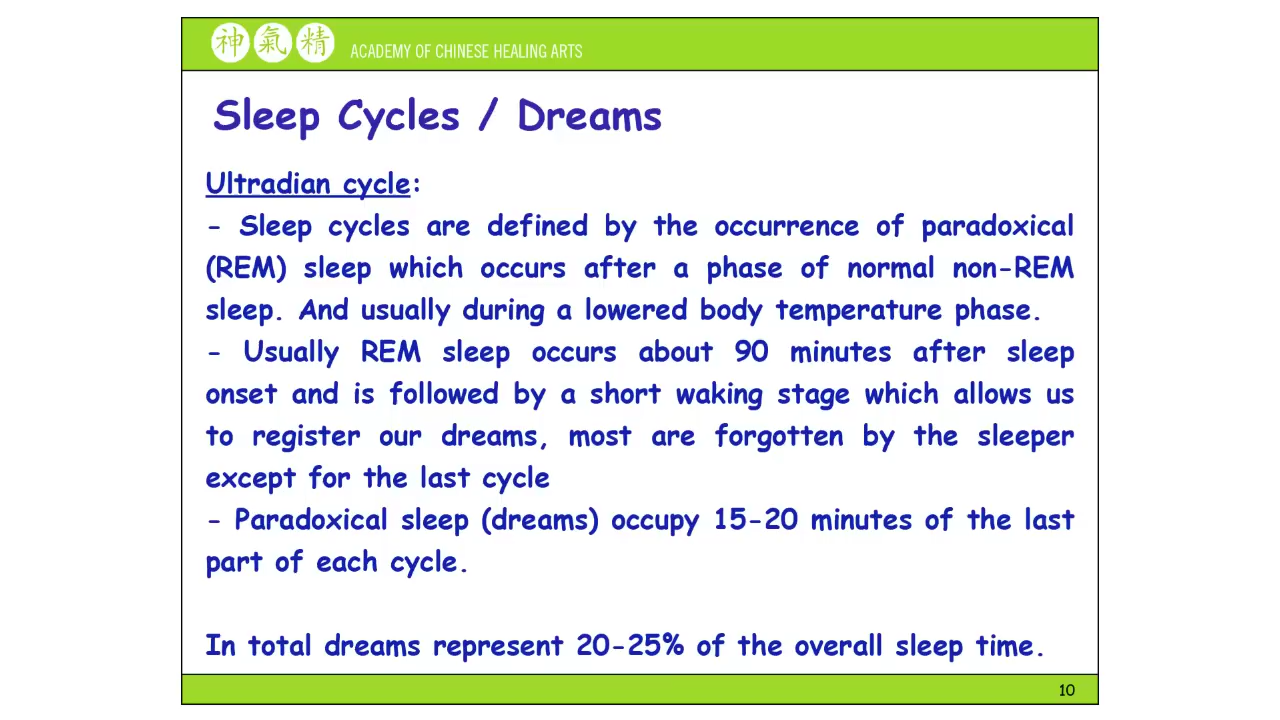 神 氣 精 ACADEMY OF CHINESE HEALING ARTS
Sleep Cycles / Dreams
Ultradian cycle:
- Sleep cycles are defined by the occurrence of paradoxical
(REM) sleep which occurs after a phase of normal non-REM
sleep. And usually during a lowered body temperature phase.
- Usually REM sleep occurs about 90 minutes after sleep
onset and is followed by a short waking stage which allows us
to register our dreams, most are forgotten by the sleeper
except for the last cycle
- Paradoxical sleep (dreams) occupy 15-20 minutes of the last
part of each cycle.
In total dreams represent 20-25% of the overall sleep time.
10